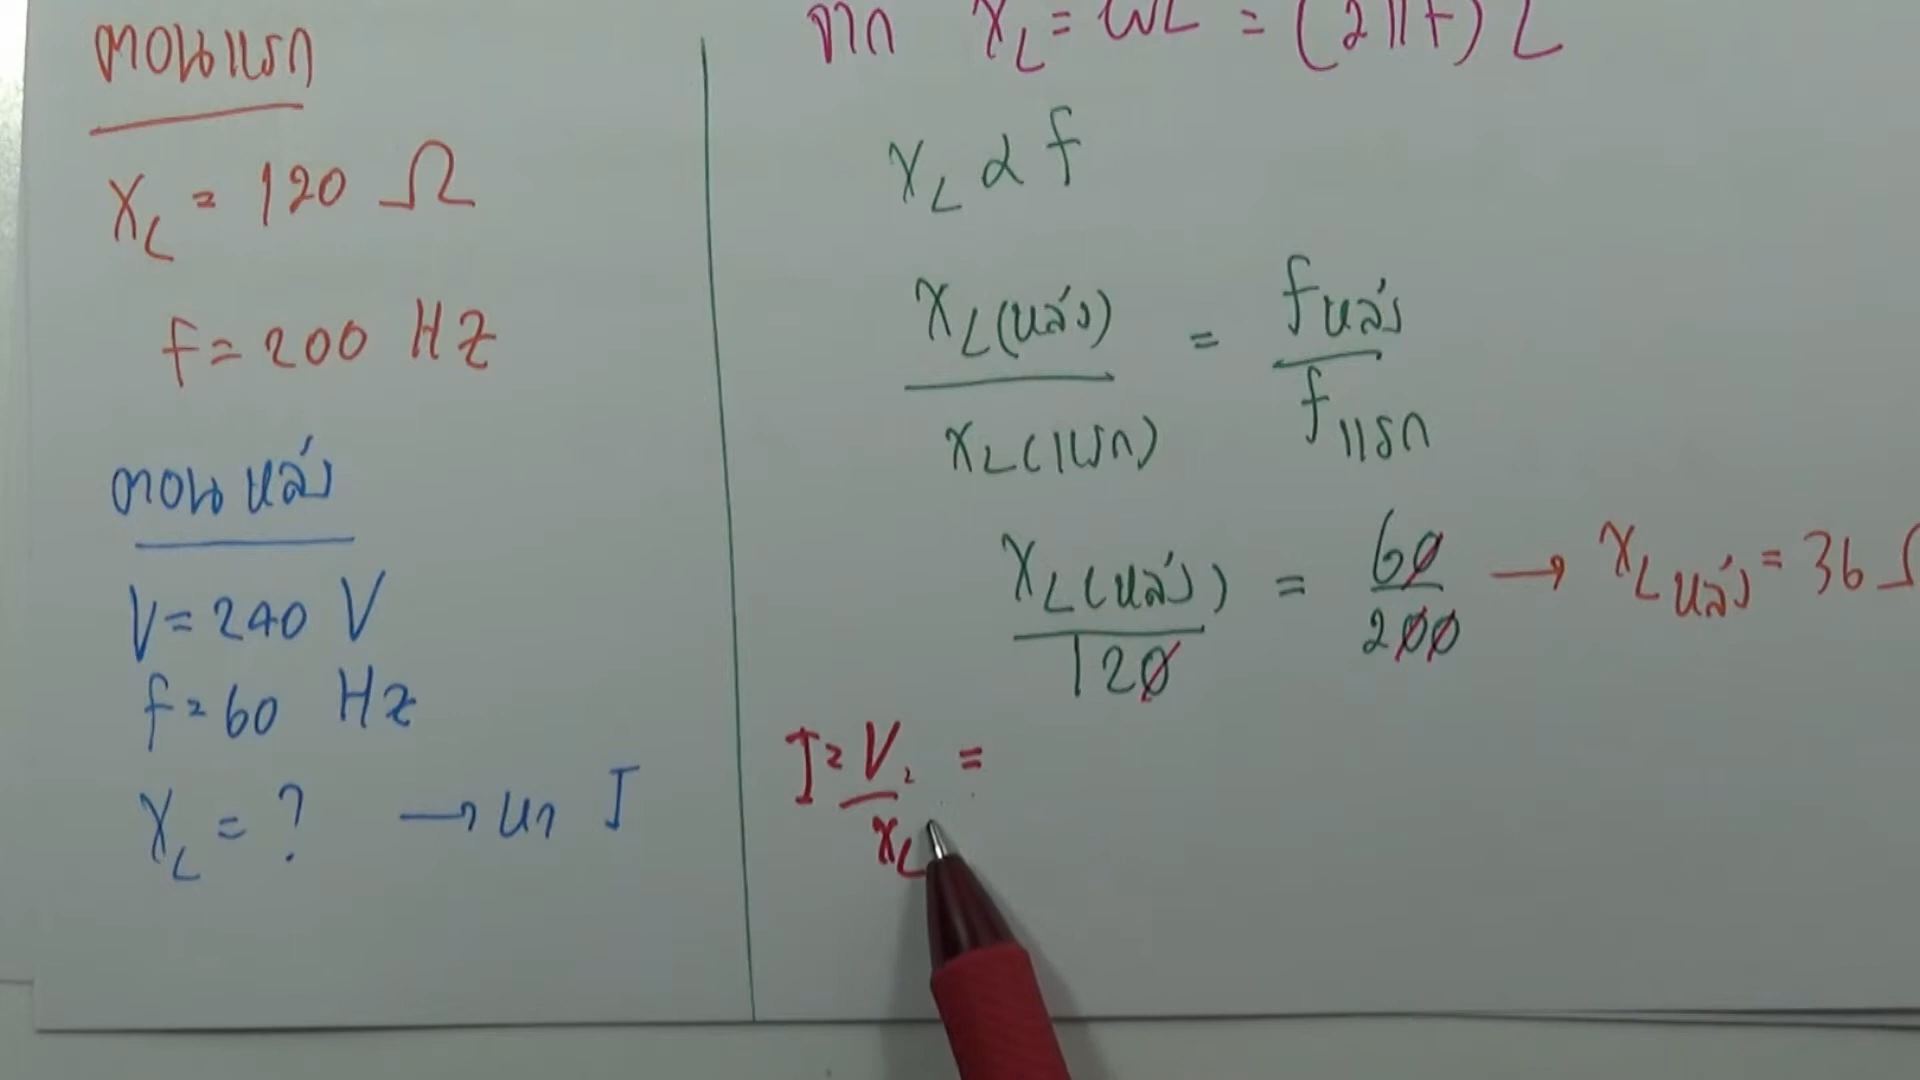 ตอนแรก
X_L = 120 Ω
f = 200 Hz
ตอนหลัง
V = 240 V
f = 60 Hz
X_L = ? → หา I
จาก X_L = ωL = (2πf) L
X_L α f
X_L(หลัง) / X_L(แรก) = f หลัง / f แรก
X_L(หลัง) / 120 = 60 / 200 → X_L หลัง = 36 Ω
I = V / X_L =